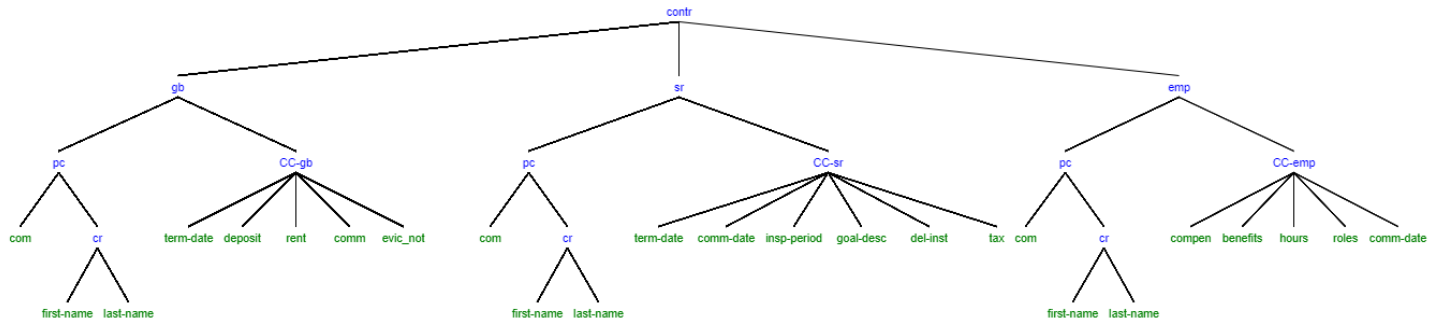 contr
gb sr emp
pc CC-gb pc CC-sr pc CC-emp
com cr term-date deposit rent comm evic_not com cr term-date comm-date insp-period goal-desc del-inst tax com cr compen benefits hours roles comm-date
first-name last-name first-name last-name first-name last-name